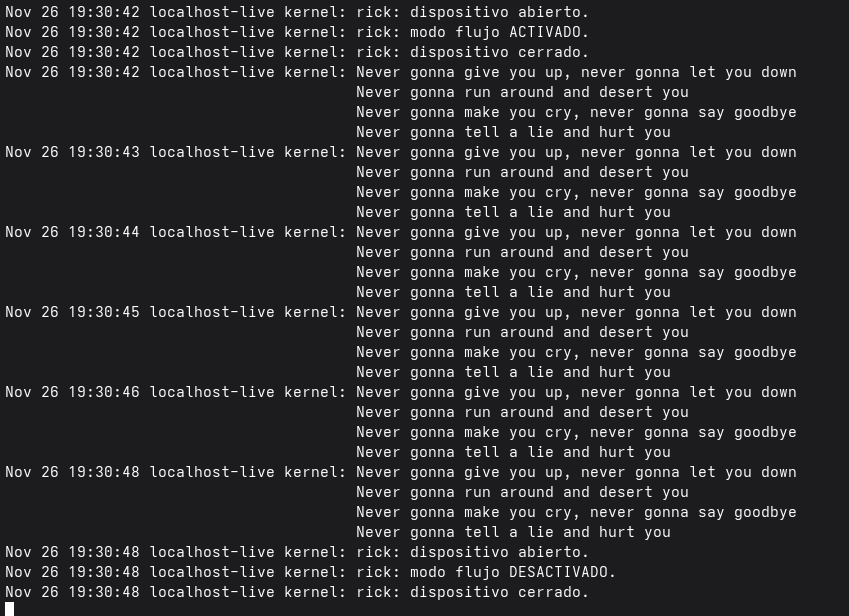 Nov 26 19:30:42 localhost-live kernel: rick: dispositivo abierto.
Nov 26 19:30:42 localhost-live kernel: rick: modo flujo ACTIVADO.
Nov 26 19:30:42 localhost-live kernel: rick: dispositivo cerrado.
Nov 26 19:30:42 localhost-live kernel: Never gonna give you up, never gonna let you down
Never gonna run around and desert you
Never gonna make you cry, never gonna say goodbye
Never gonna tell a lie and hurt you
Nov 26 19:30:43 localhost-live kernel: Never gonna give you up, never gonna let you down
Never gonna run around and desert you
Never gonna make you cry, never gonna say goodbye
Never gonna tell a lie and hurt you
Nov 26 19:30:44 localhost-live kernel: Never gonna give you up, never gonna let you down
Never gonna run around and desert you
Never gonna make you cry, never gonna say goodbye
Never gonna tell a lie and hurt you
Nov 26 19:30:45 localhost-live kernel: Never gonna give you up, never gonna let you down
Never gonna run around and desert you
Never gonna make you cry, never gonna say goodbye
Never gonna tell a lie and hurt you
Nov 26 19:30:46 localhost-live kernel: Never gonna give you up, never gonna let you down
Never gonna run around and desert you
Never gonna make you cry, never gonna say goodbye
Never gonna tell a lie and hurt you
Nov 26 19:30:48 localhost-live kernel: Never gonna give you up, never gonna let you down
Never gonna run around and desert you
Never gonna make you cry, never gonna say goodbye
Never gonna tell a lie and hurt you
Nov 26 19:30:48 localhost-live kernel: rick: dispositivo abierto.
Nov 26 19:30:48 localhost-live kernel: rick: modo flujo DESACTIVADO.
Nov 26 19:30:48 localhost-live kernel: rick: dispositivo cerrado.